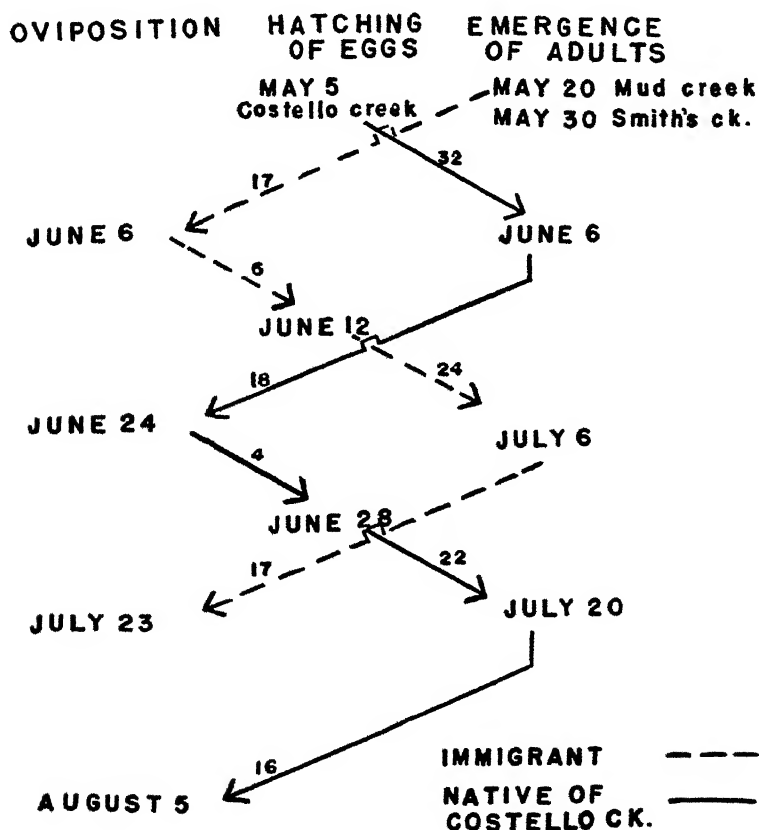 OVIPOSITION HATCHING OF EGGS EMERGENCE OF ADULTS
MAY 5 Costello creek
MAY 20 Mud creek
MAY 30 Smith's ck.
17
32
JUNE 6
JUNE 6
6
JUNE 12
18
24
JUNE 24
JULY 6
4
JUNE 28
17
22
JULY 23
JULY 20
16
AUGUST 5
IMMIGRANT
NATIVE OF
COSTELLO CK.